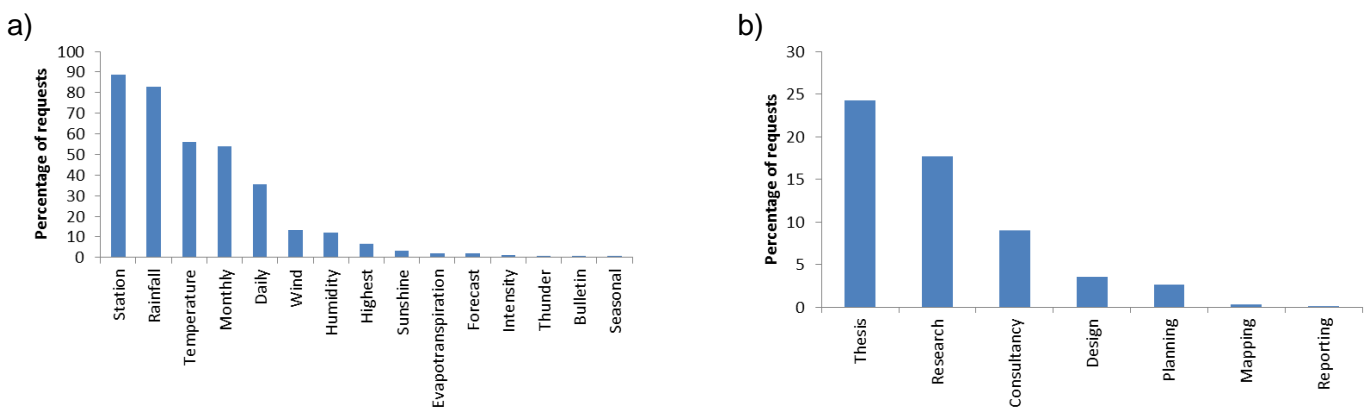 a)
Percentage of requests
100
90
80
70
60
50
40
30
20
10
0
Station
Rainfall
Temperature
Monthly
Daily
Wind
Humidity
Highest
Sunshine
Evapotranspiration
Forecast
Intensity
Thunder
Bulletin
Seasonal
b)
Percentage of requests
30
25
20
15
10
5
0
Thesis
Research
Consultancy
Design
Planning
Mapping
Reporting